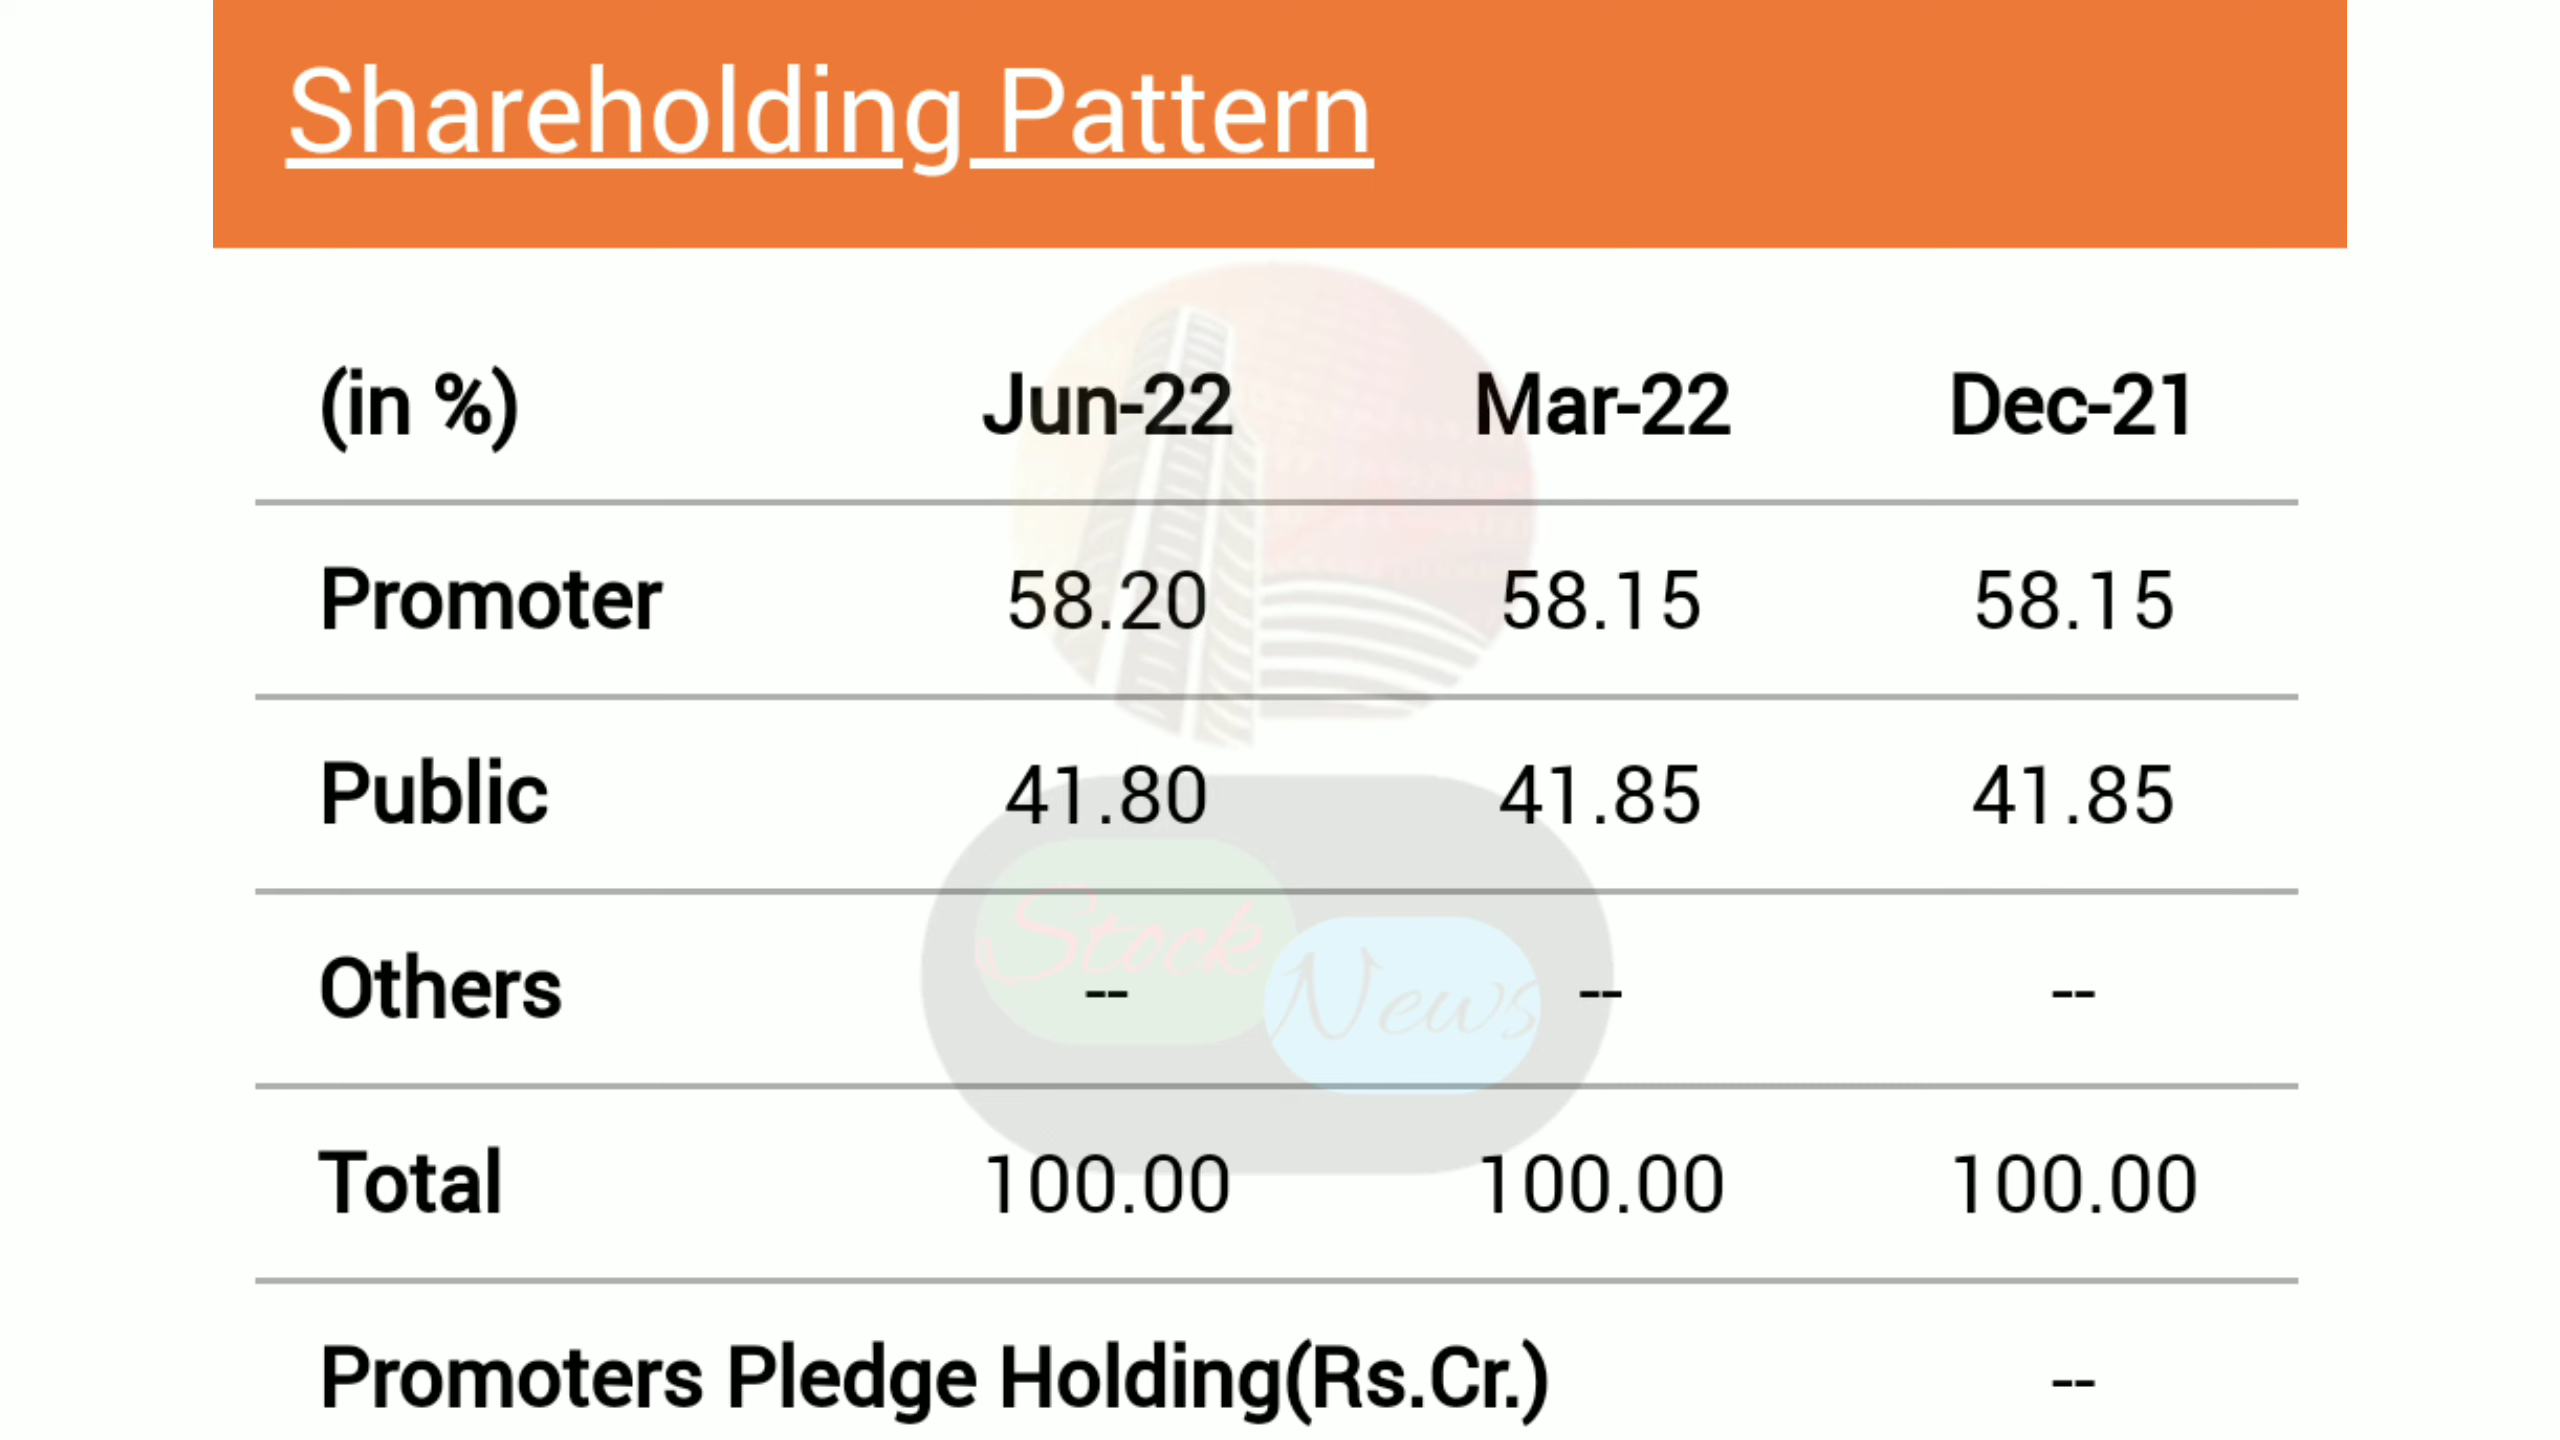 Shareholding Pattern
(in %) Jun-22 Mar-22 Dec-21
Promoter 58.20 58.15 58.15
Public 41.80 41.85 41.85
Stock
News
Others -- -- --
Total 100.00 100.00 100.00
Promoters Pledge Holding(Rs.Cr.) --